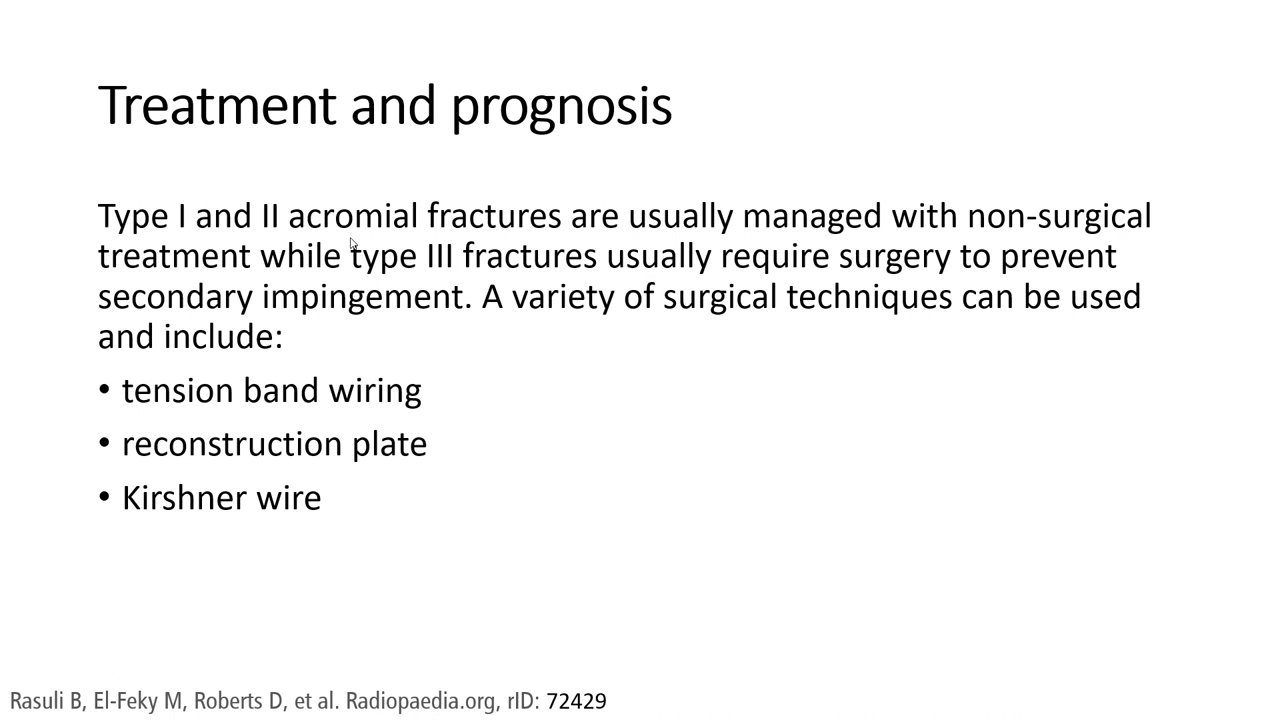 Treatment and prognosis
Type I and II acromial fractures are usually managed with non-surgical
treatment while type III fractures usually require surgery to prevent
secondary impingement. A variety of surgical techniques can be used
and include:
• tension band wiring
• reconstruction plate
• Kirshner wire
Rasuli B, El-Feky M, Roberts D, et al. Radiopaedia.org, rID: 72429